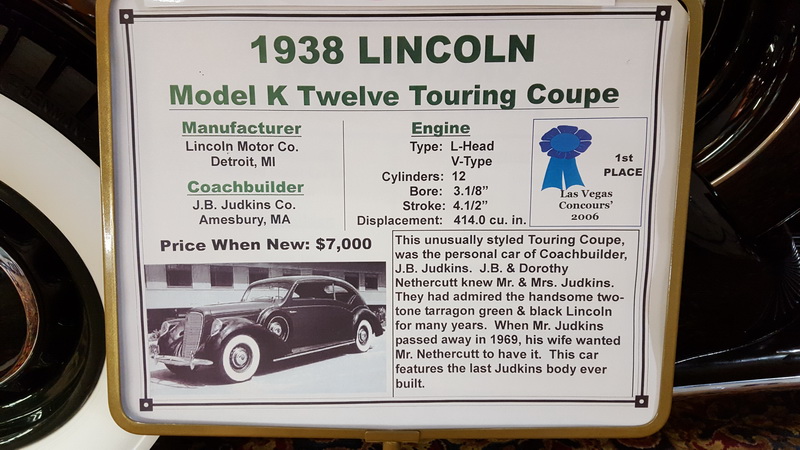 1938 LINCOLN
Model K Twelve Touring Coupe
Manufacturer
Lincoln Motor Co.
Detroit, MI
Coachbuilder
J.B. Judkins Co.
Amesbury, MA
Engine
Type: L-Head
V-Type
Cylinders: 12
Bore: 3.1/8”
Stroke: 4.1/2”
Displacement: 414.0 cu. in.
1st
PLACE
Las Vegas
Concours’
2006
Price When New: $7,000
This unusually styled Touring Coupe,
was the personal car of Coachbuilder,
J.B. Judkins. J.B. & Dorothy
Nethercutt knew Mr. & Mrs. Judkins.
They had admired the handsome two-
tone tarragon green & black Lincoln
for many years. When Mr. Judkins
passed away in 1969, his wife wanted
Mr. Nethercutt to have it. This car
features the last Judkins body ever
built.